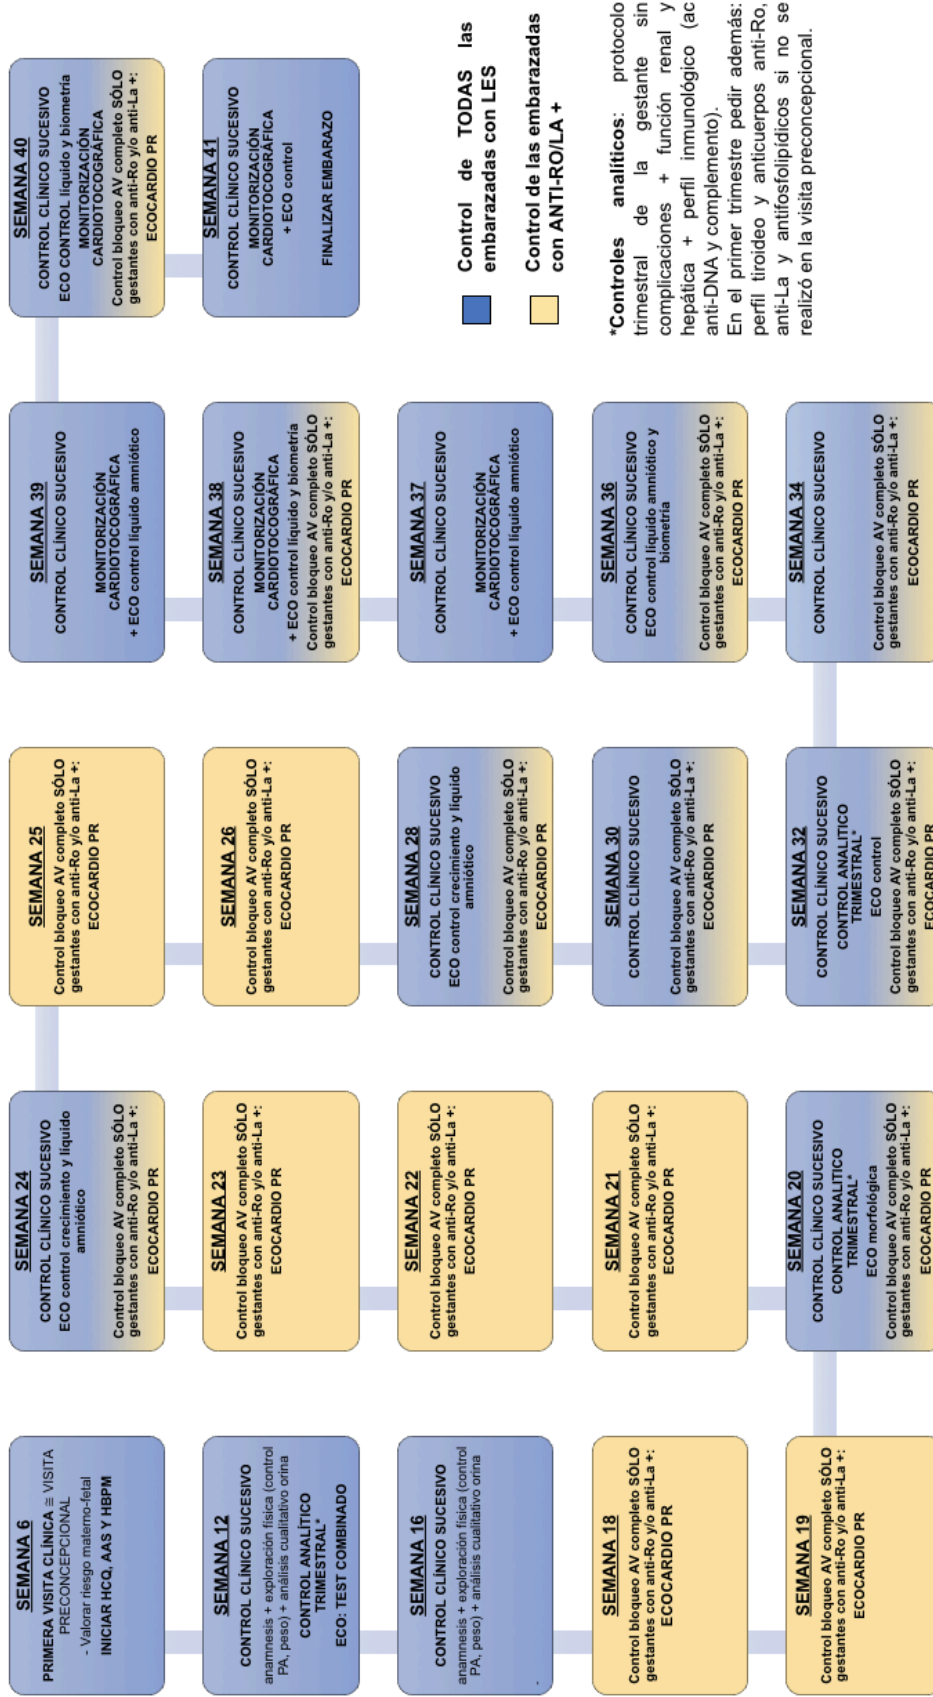 SEMANA 6
PRIMERA VISITA CLÍNICA ≅ VISITA
PRECONCEPCIONAL
- Valorar riesgo materno-fetal
INICIAR HCQ, AAS Y HBPM
SEMANA 12
CONTROL CLÍNICO SUCESIVO
anamnesis + exploración física (control
PA, peso) + análisis cualitativo orina
CONTROL ANALÍTICO
TRIMESTRAL*
ECO: TEST COMBINADO
SEMANA 16
CONTROL CLÍNICO SUCESIVO
anamnesis + exploración física (control
PA, peso) + análisis cualitativo orina
.
SEMANA 18
Control bloqueo AV completo SÓLO
gestantes con anti-Ro y/o anti-La +:
ECOCARDIO PR
SEMANA 19
Control bloqueo AV completo SÓLO
gestantes con anti-Ro y/o anti-La +:
ECOCARDIO PR
SEMANA 20
CONTROL CLÍNICO SUCESIVO
CONTROL ANALITICO
TRIMESTRAL*
ECO morfológica
Control bloqueo AV completo SÓLO
gestantes con anti-Ro y/o anti-La +:
ECOCARDIO PR
SEMANA 21
Control bloqueo AV completo SÓLO
gestantes con anti-Ro y/o anti-La +:
ECOCARDIO PR
SEMANA 22
Control bloqueo AV completo SÓLO
gestantes con anti-Ro y/o anti-La +:
ECOCARDIO PR
SEMANA 23
Control bloqueo AV completo SÓLO
gestantes con anti-Ro y/o anti-La +:
ECOCARDIO PR
SEMANA 24
CONTROL CLÍNICO SUCESIVO
ECO control crecimiento y líquido
amniótico
Control bloqueo AV completo SÓLO
gestantes con anti-Ro y/o anti-La +:
ECOCARDIO PR
SEMANA 25
Control bloqueo AV completo SÓLO
gestantes con anti-Ro y/o anti-La +:
ECOCARDIO PR
SEMANA 26
Control bloqueo AV completo SÓLO
gestantes con anti-Ro y/o anti-La +:
ECOCARDIO PR
SEMANA 28
CONTROL CLÍNICO SUCESIVO
ECO control crecimiento y líquido
amniótico
Control bloqueo AV completo SÓLO
gestantes con anti-Ro y/o anti-La +:
ECOCARDIO PR
SEMANA 30
CONTROL CLÍNICO SUCESIVO
Control bloqueo AV completo SÓLO
gestantes con anti-Ro y/o anti-La +:
ECOCARDIO PR
SEMANA 32
CONTROL CLÍNICO SUCESIVO
CONTROL ANALITICO
TRIMESTRAL*
ECO control
Control bloqueo AV completo SÓLO
gestantes con anti-Ro y/o anti-La +:
ECOCARDIO PR
SEMANA 34
CONTROL CLÍNICO SUCESIVO
Control bloqueo AV completo SÓLO
gestantes con anti-Ro y/o anti-La +:
ECOCARDIO PR
SEMANA 36
CONTROL CLÍNICO SUCESIVO
ECO control líquido amniótico y
biometría
Control bloqueo AV completo SÓLO
gestantes con anti-Ro y/o anti-La +:
ECOCARDIO PR
SEMANA 37
CONTROL CLÍNICO SUCESIVO
MONITORIZACIÓN
CARDIOTOCOGRÁFICA
+ ECO control líquido amniótico
SEMANA 38
CONTROL CLÍNICO SUCESIVO
MONITORIZACIÓN
CARDIOTOCOGRÁFICA
+ ECO control líquido y biometría
Control bloqueo AV completo SÓLO
gestantes con anti-Ro y/o anti-La +:
ECOCARDIO PR
SEMANA 39
CONTROL CLÍNICO SUCESIVO
MONITORIZACIÓN
CARDIOTOCOGRÁFICA
+ ECO control líquido amniótico
SEMANA 40
CONTROL CLÍNICO SUCESIVO
ECO CONTROL líquido y biometría
MONITORIZACIÓN
CARDIOTOCOGRÁFICA
Control bloqueo AV completo SÓLO
gestantes con anti-Ro y/o anti-La +:
ECOCARDIO PR
SEMANA 41
CONTROL CLÍNICO SUCESIVO
MONITORIZACIÓN
CARDIOTOCOGRÁFICA
+ ECO control
FINALIZAR EMBARAZO
Control de TODAS las
embarazadas con LES
Control de las embarazadas
con ANTI-RO/LA +
*Controles analíticos: protocolo
trimestral de la gestante sin
complicaciones + función renal y
hepática + perfil inmunológico (ac
anti-DNA y complemento).
En el primer trimestre pedir además:
perfil tiroideo y anticuerpos anti-Ro,
anti-La y antifosfolipídicos si no se
realizó en la visita preconcepcional.